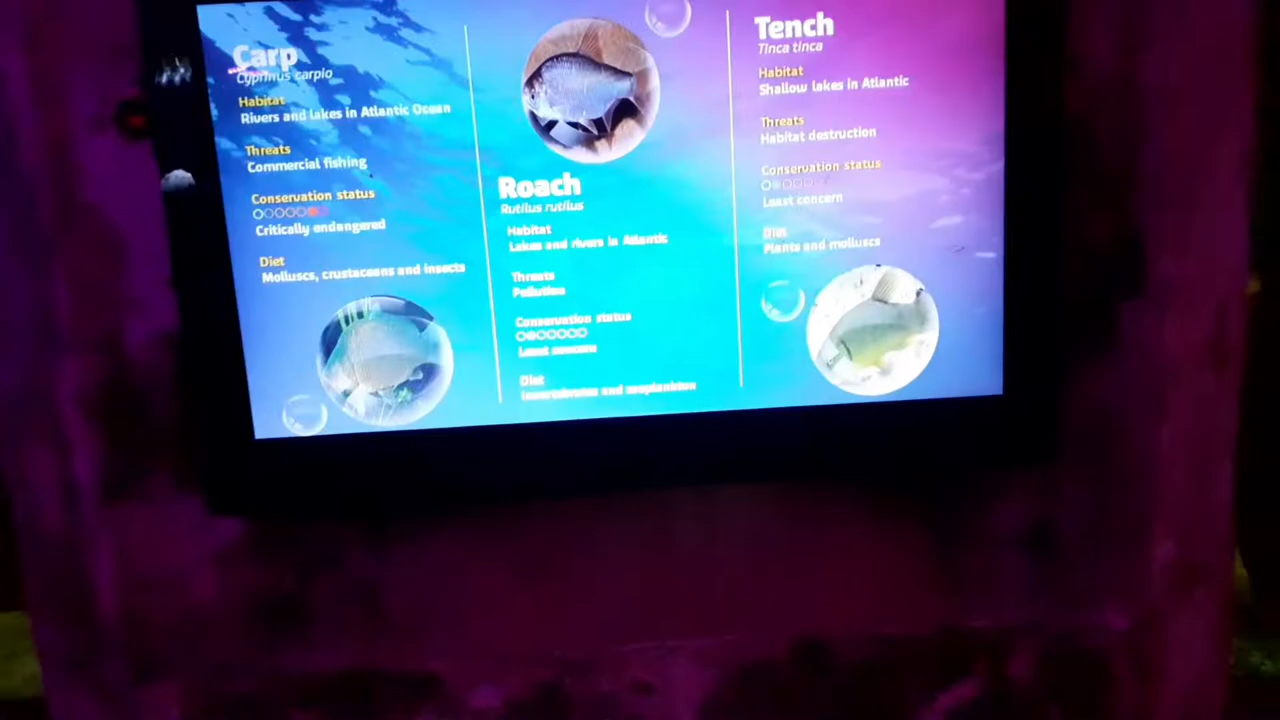 Carp
Cyprinus carpio
Habitat
Rivers and lakes in Atlantic Ocean
Threats
Commercial fishing
Conservation status
Critically endangered
Diet
Molluscs, crustaceans and insects
Roach
Rutilus rutilus
Habitat
Lakes and rivers in Atlantic
Threats
Pollution
Conservation status
Least concern
Diet
Invertebrates and zooplankton
Tench
Tinca tinca
Habitat
Shallow lakes in Atlantic
Threats
Habitat destruction
Conservation status
Least concern
Diet
Plants and molluscs